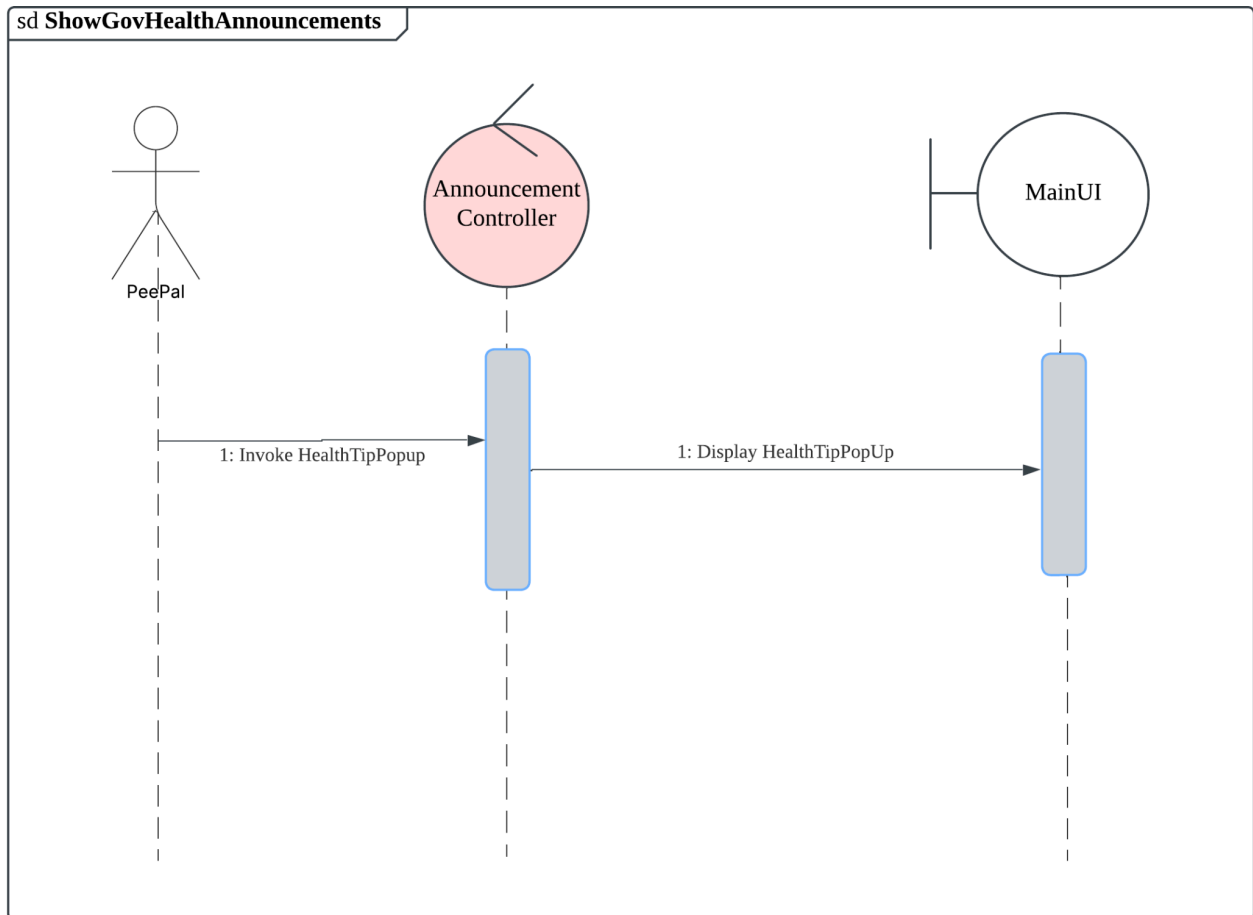 sd ShowGovHealthAnnouncements
Announcement
Controller
MainUI
PeePal
1: Invoke HealthTipPopup
1: Display HealthTipPopUp